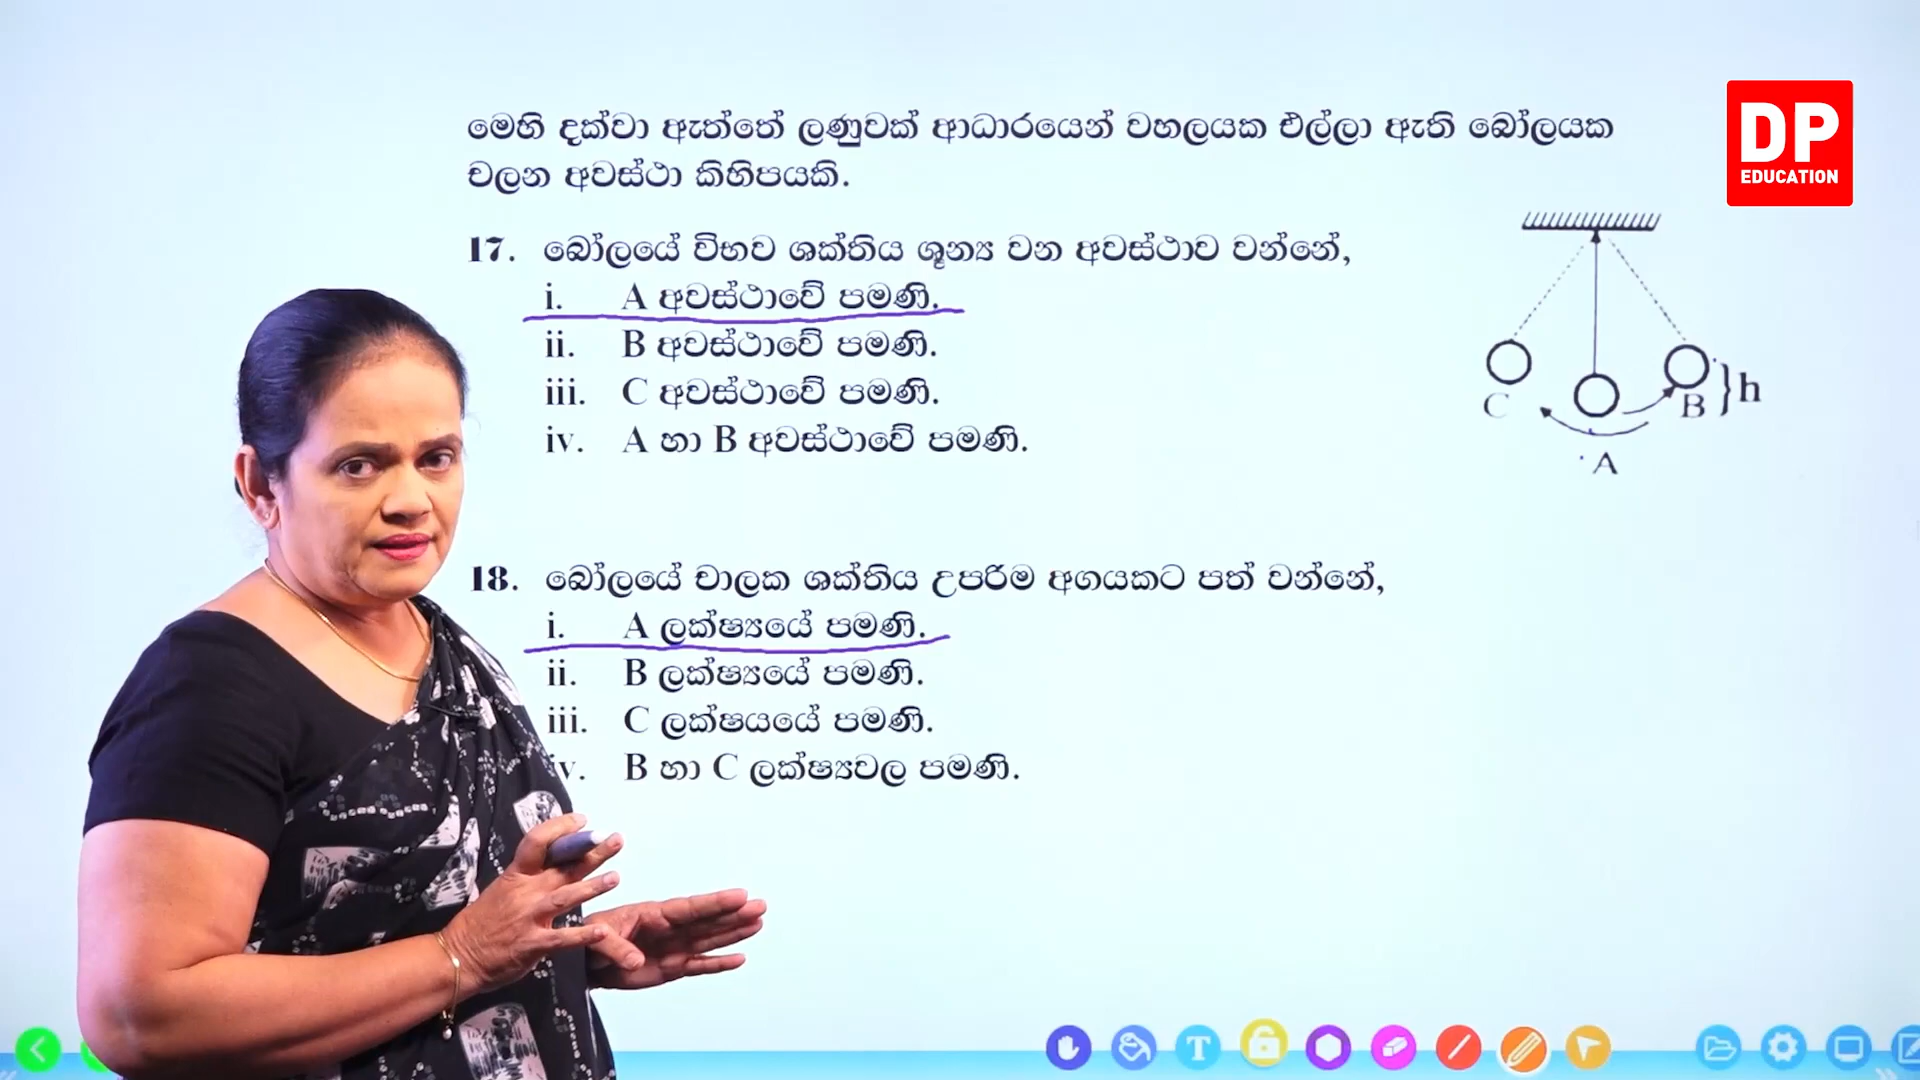 මෙහි දක්වා ඇත්තේ ලණුවක් ආධාරයෙන් වහලයක එල්ලා ඇති බෝලයක
චලන අවස්ථා කිහිපයකි.
DP
EDUCATION
17. බෝලයේ විභව ශක්තිය ශූන්‍ය වන අවස්ථාව වන්නේ,
i. A අවස්ථාවේ පමණි.
ii. B අවස්ථාවේ පමණි.
iii. C අවස්ථාවේ පමණි.
iv. A හා B අවස්ථාවේ පමණි.
C
B
h
A
18. බෝලයේ චාලක ශක්තිය උපරිම අගයකට පත් වන්නේ,
i. A ලක්ෂ්‍යයේ පමණි.
ii. B ලක්ෂ්‍යයේ පමණි.
iii. C ලක්ෂයයේ පමණි.
iv. B හා C ලක්ෂ්‍යවල පමණි.
T